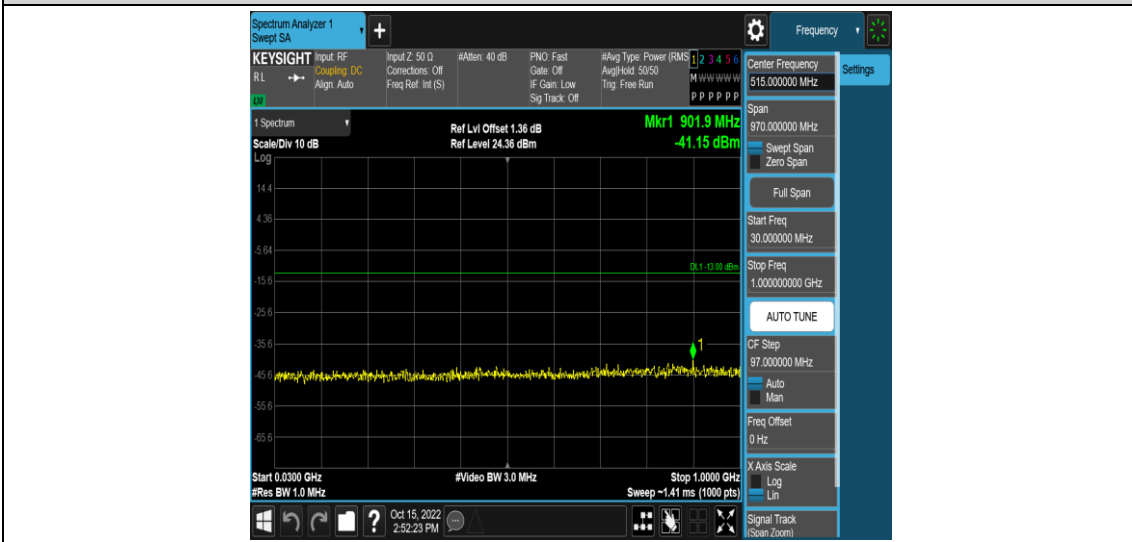 Spectrum Analyzer 1
Swept SA
Frequency
KEYSIGHT
R L
LXI
Input: RF
Coupling: DC
Align: Auto
Input Z: 50 Ω
Corrections: Off
Freq Ref: Int (S)
#Atten: 40 dB
PNO: Fast
Gate: Off
IF Gain: Low
Sig Track: Off
#Avg Type: Power (RMS
Avg|Hold: 50/50
Trig: Free Run
1 2 3 4 5 6
M W W W W W
P P P P P P
1 Spectrum
Scale/Div 10 dB
Log
Ref Lvl Offset 1.36 dB
Ref Level 24.36 dBm
Mkr1 901.9 MHz
-41.15 dBm
14.4
4.36
-5.64
DL1 -13.00 dBm
-15.6
-25.6
-35.6
1
-45.6
-55.6
-65.6
Start 0.0300 GHz
#Res BW 1.0 MHz
#Video BW 3.0 MHz
Stop 1.0000 GHz
Sweep ~1.41 ms (1000 pts)
?
Oct 15, 2022
2:52:23 PM
Center Frequency
515.000000 MHz
Settings
Span
970.000000 MHz
Swept Span
Zero Span
Full Span
Start Freq
30.000000 MHz
Stop Freq
1.000000000 GHz
AUTO TUNE
CF Step
97.000000 MHz
Auto
Man
Freq Offset
0 Hz
X Axis Scale
Log
Lin
Signal Track
(Span Zoom)